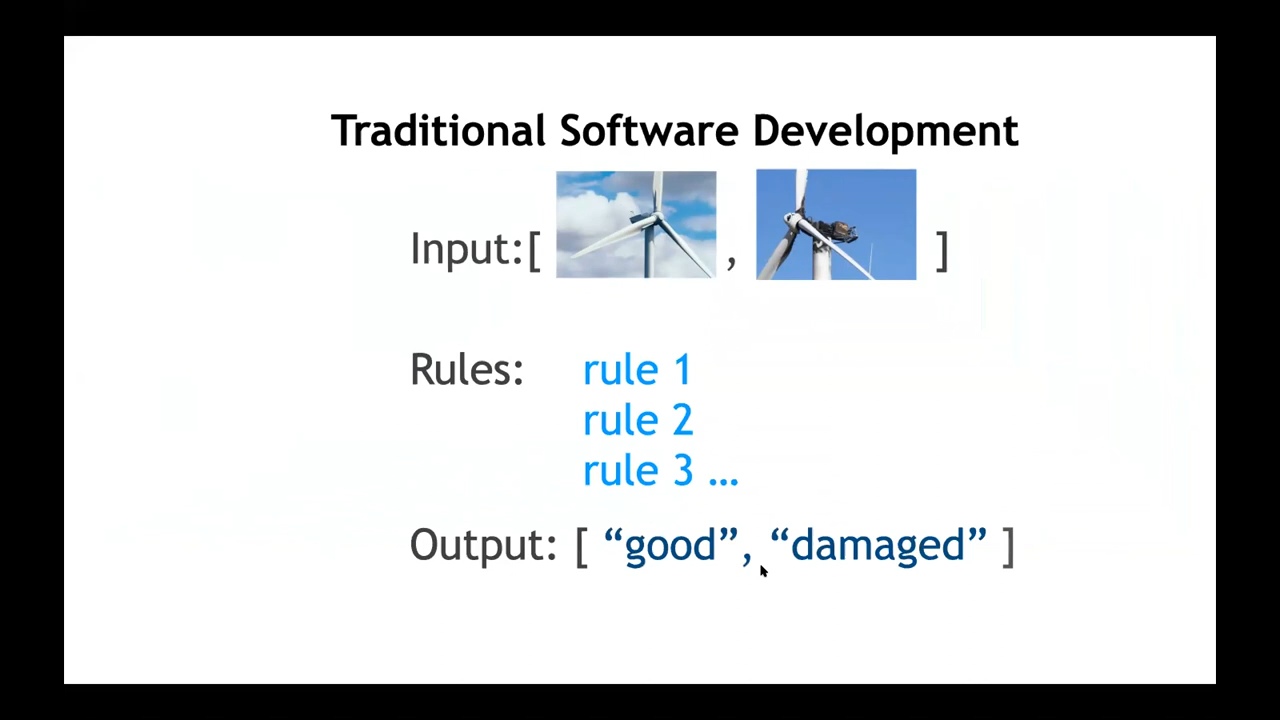 Traditional Software Development
Input:[ , ]
Rules: rule 1
rule 2
rule 3 ...
Output: [ “good”, “damaged” ]